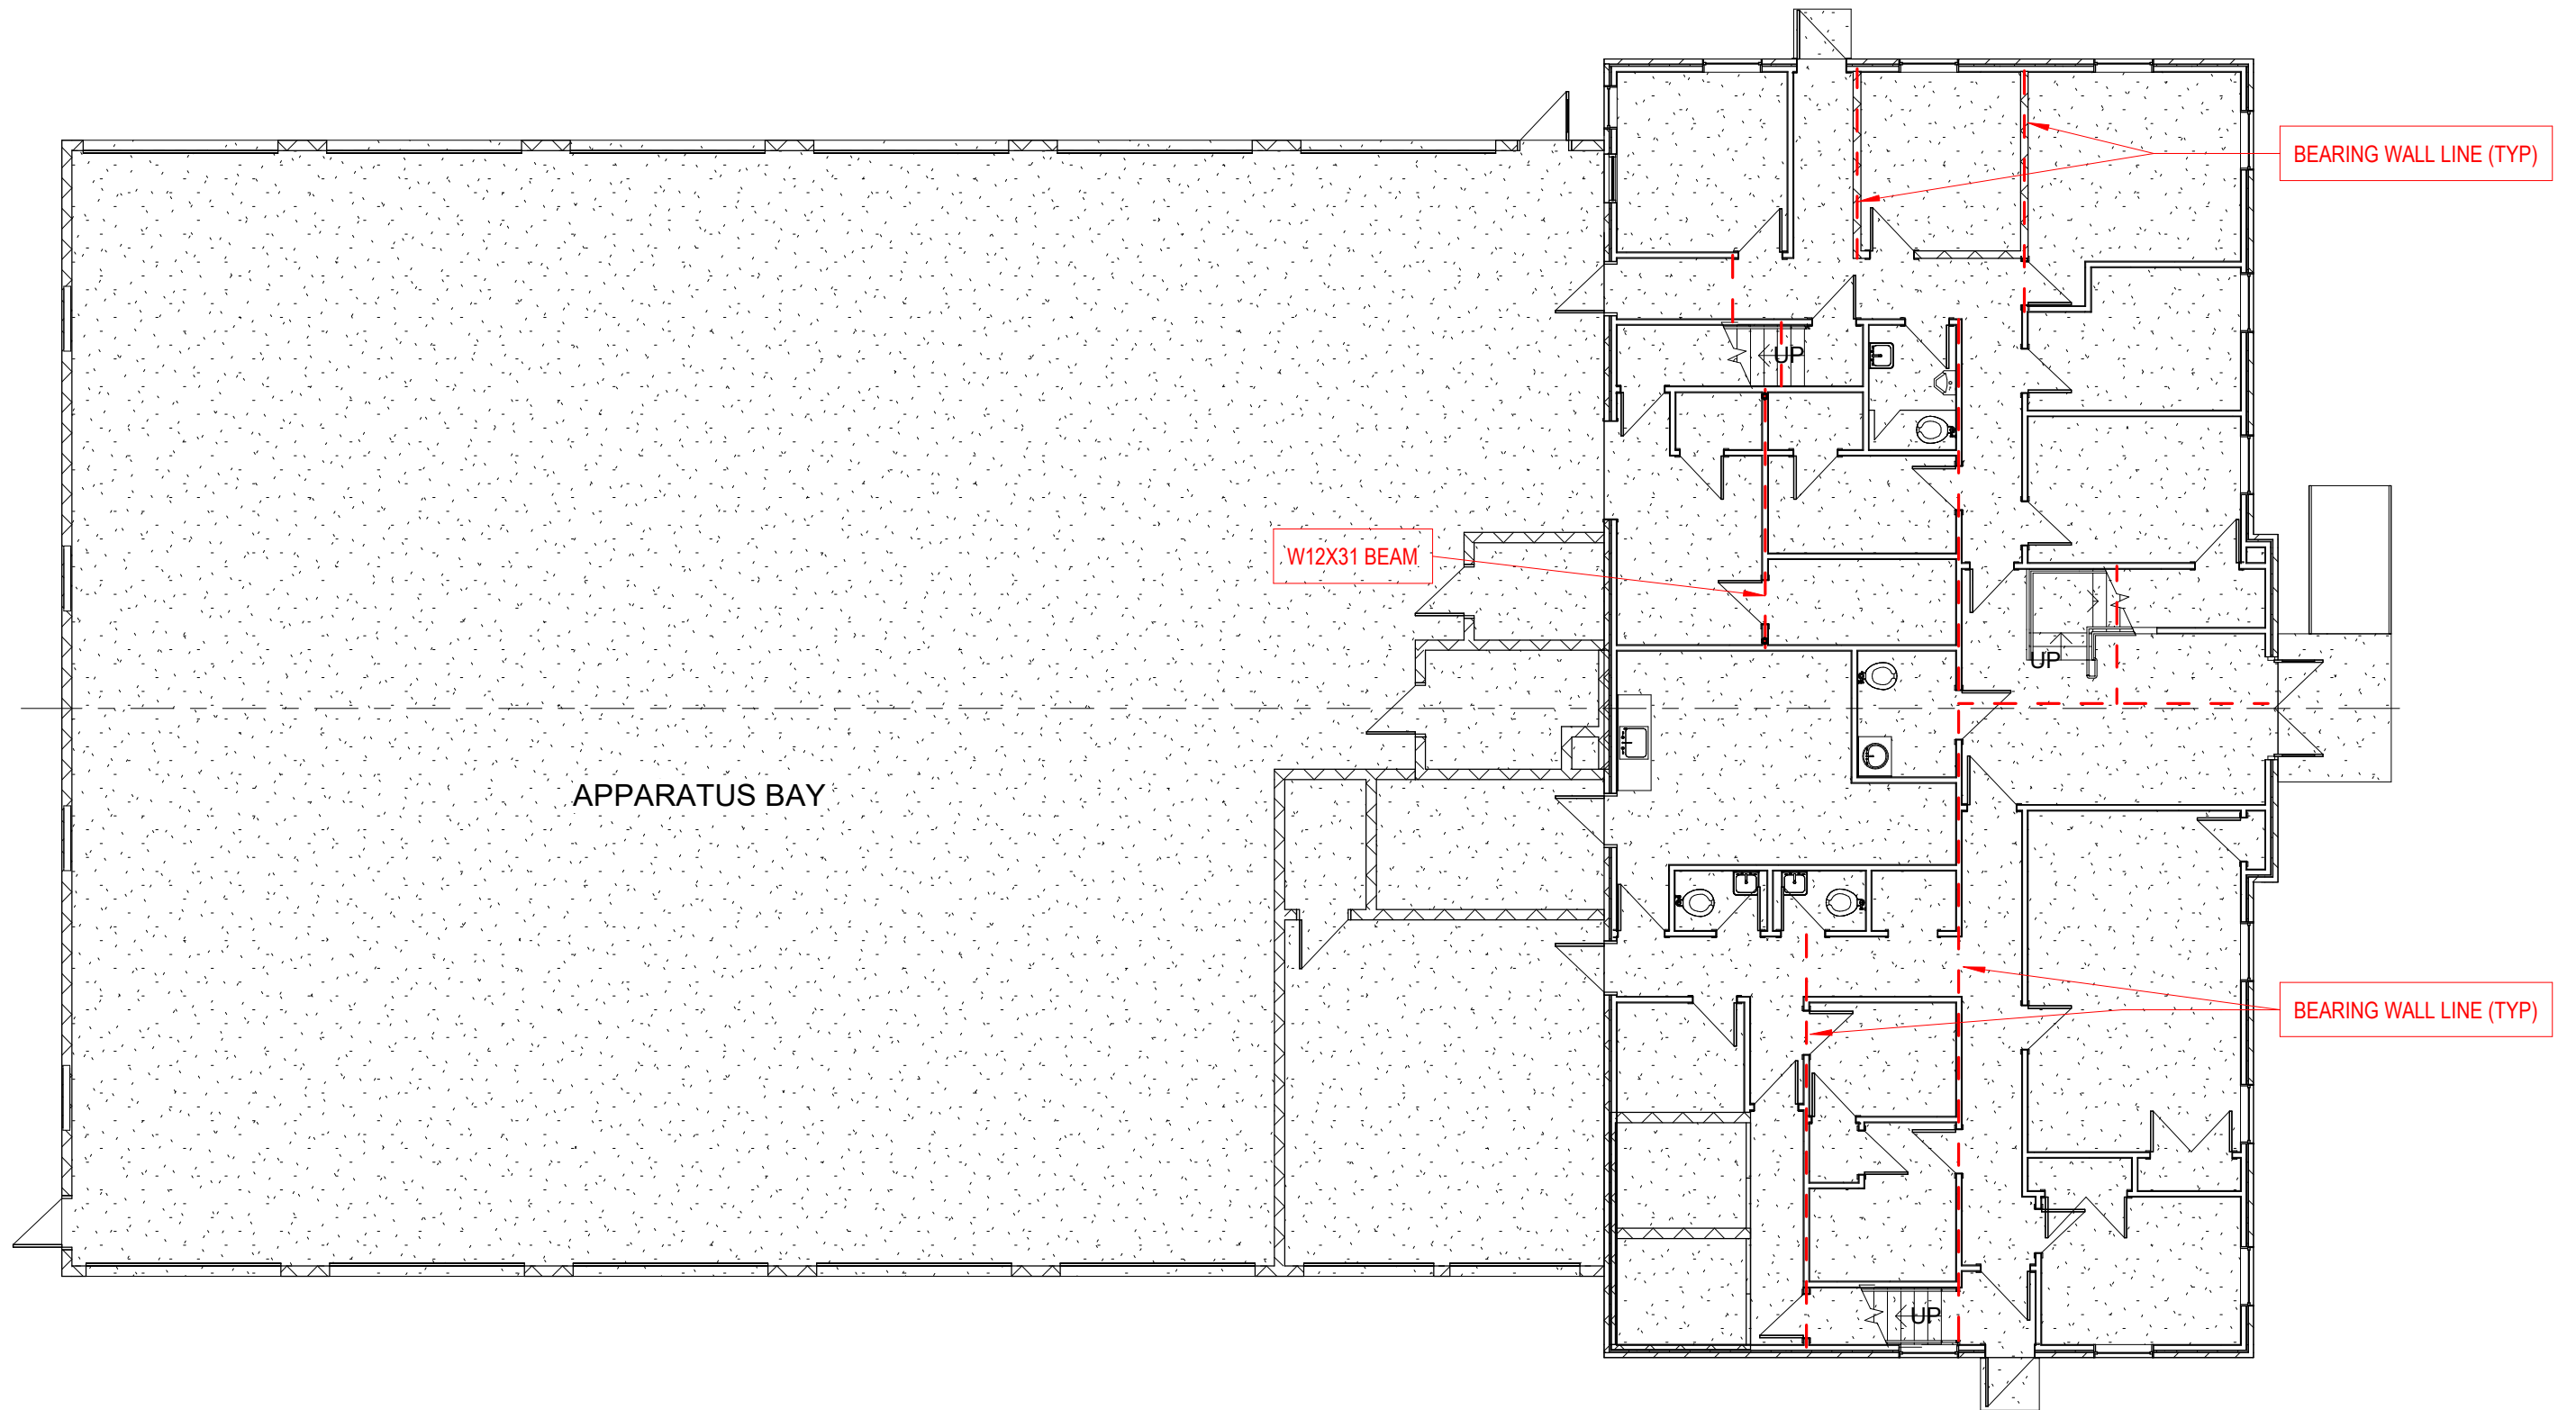 BEARING WALL LINE (TYP)
UP
W12X31 BEAM
UP
APPARATUS BAY
BEARING WALL LINE (TYP)
UP